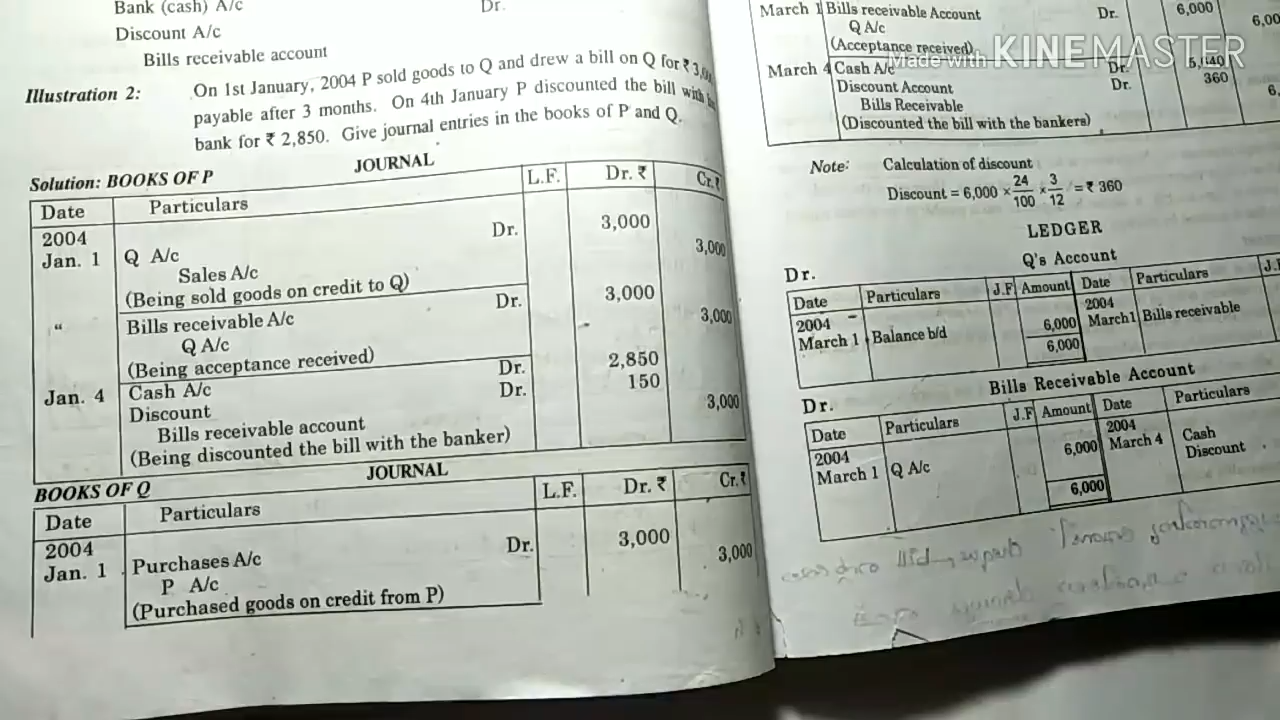 Bank (cash) A/c Dr.
Discount A/c
Bills receivable account
Illustration 2: On 1st January, 2004 P sold goods to Q and drew a bill on Q for ₹ 3,0
payable after 3 months. On 4th January P discounted the bill with
bank for ₹ 2,850. Give journal entries in the books of P and Q.
Solution: BOOKS OF P JOURNAL
Date Particulars L.F. Dr. ₹ Cr. ₹
2004 Dr. 3,000
Jan. 1 Q A/c 3,000
Sales A/c
(Being sold goods on credit to Q)
" Bills receivable A/c Dr. 3,000
Q A/c 3,000
(Being acceptance received)
Jan. 4 Cash A/c Dr. 2,850
Discount Dr. 150
Bills receivable account 3,000
(Being discounted the bill with the banker)
BOOKS OF Q JOURNAL
Date Particulars L.F. Dr. ₹ Cr. ₹
2004
Jan. 1 Purchases A/c Dr. 3,000
P A/c 3,000
(Purchased goods on credit from P)
March 1 Bills receivable Account Dr. 6,000
Q A/c 6,00
(Acceptance received)
Made with KINEMASTER
March 4 Cash A/c Dr. 5,640
Discount Account Dr. 360
Bills Receivable 6,
(Discounted the bill with the bankers)
Note: Calculation of discount
Discount = 6,000 × 24/100 × 3/12 = ₹ 360
LEDGER
Dr. Q's Account
Date Particulars J.F Amount Date Particulars J.F
2004 2004
March 1 Balance b/d 6,000 March 1 Bills receivable
6,000
Dr. Bills Receivable Account
Date Particulars J.F Amount Date Particulars
2004 2004
March 1 Q A/c 6,000 March 4 Cash
Discount
6,000